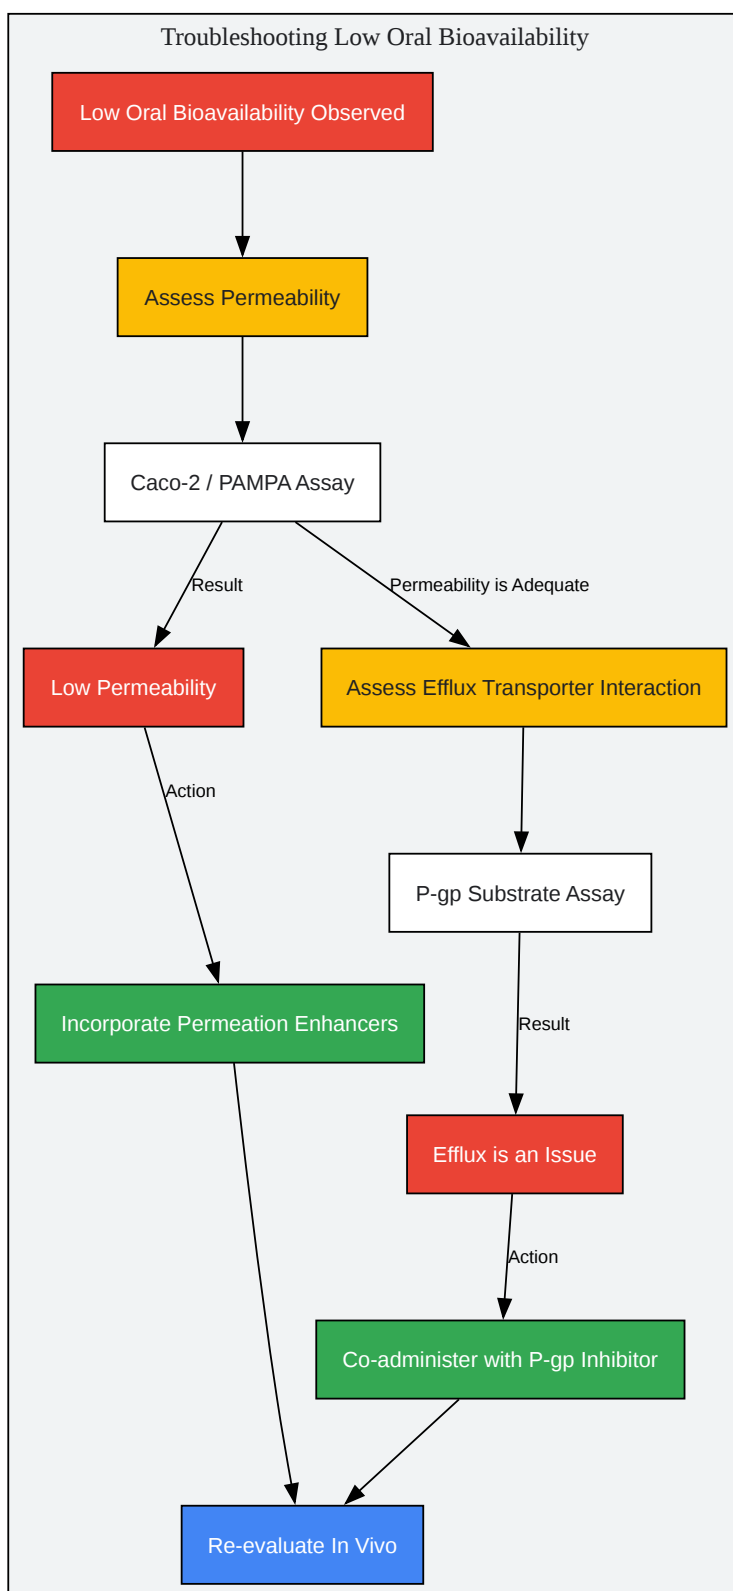 Troubleshooting Low Oral Bioavailability
Low Oral Bioavailability Observed
Assess Permeability
Caco-2 / PAMPA Assay
Result
Permeability is Adequate
Low Permeability
Assess Efflux Transporter Interaction
Action
P-gp Substrate Assay
Incorporate Permeation Enhancers
Result
Efflux is an Issue
Action
Co-administer with P-gp Inhibitor
Re-evaluate In Vivo